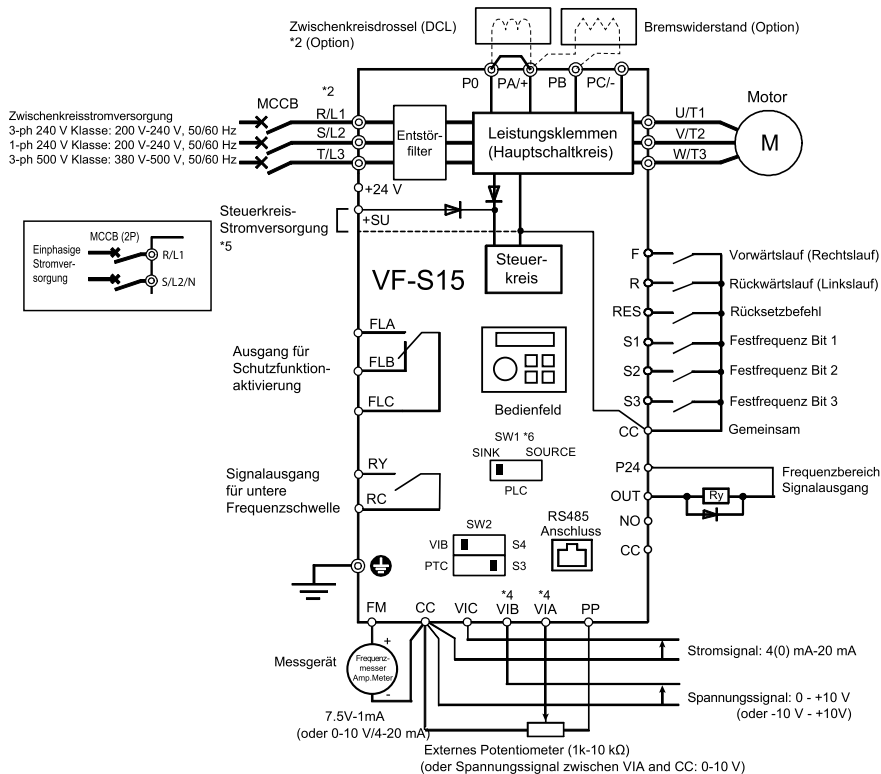 Zwischenkreisdrossel (DCL)
*2 (Option)
Bremswiderstand (Option)
P0
PA/+
PB
PC/-
*2
MCCB
Zwischenkreisstromversorgung
3-ph 240 V Klasse: 200 V-240 V, 50/60 Hz
1-ph 240 V Klasse: 200 V-240 V, 50/60 Hz
3-ph 500 V Klasse: 380 V-500 V, 50/60 Hz
R/L1
S/L2
T/L3
Entstör-
filter
Leistungsklemmen
(Hauptschaltkreis)
U/T1
V/T2
W/T3
Motor
M
+24 V
+SU
Steuerkreis-
Stromversorgung
*5
MCCB (2P)
Einphasige
Stromver-
sorgung
R/L1
S/L2/N
Steuer-
kreis
VF-S15
F
Vorwärtslauf (Rechtslauf)
R
Rückwärtslauf (Linkslauf)
RES
Rücksetzbefehl
S1
Festfrequenz Bit 1
S2
Festfrequenz Bit 2
S3
Festfrequenz Bit 3
CC
Gemeinsam
FLA
FLB
FLC
Ausgang für
Schutzfunktion-
aktivierung
Bedienfeld
SW1 *6
SINK
SOURCE
PLC
P24
OUT
NO
CC
Ry
Frequenzbereich
Signalausgang
RY
RC
Signalausgang
für untere
Frequenzschwelle
SW2
VIB
S4
PTC
S3
RS485
Anschluss
FM
CC
VIC
*4
VIB
*4
VIA
PP
Messgerät
+
Frequenz-
messer
Amp.Meter
-
7.5V-1mA
(oder 0-10 V/4-20 mA)
Stromsignal: 4(0) mA-20 mA
Spannungssignal: 0 - +10 V
(oder -10 V - +10V)
Externes Potentiometer (1k-10 kΩ)
(oder Spannungssignal zwischen VIA and CC: 0-10 V)